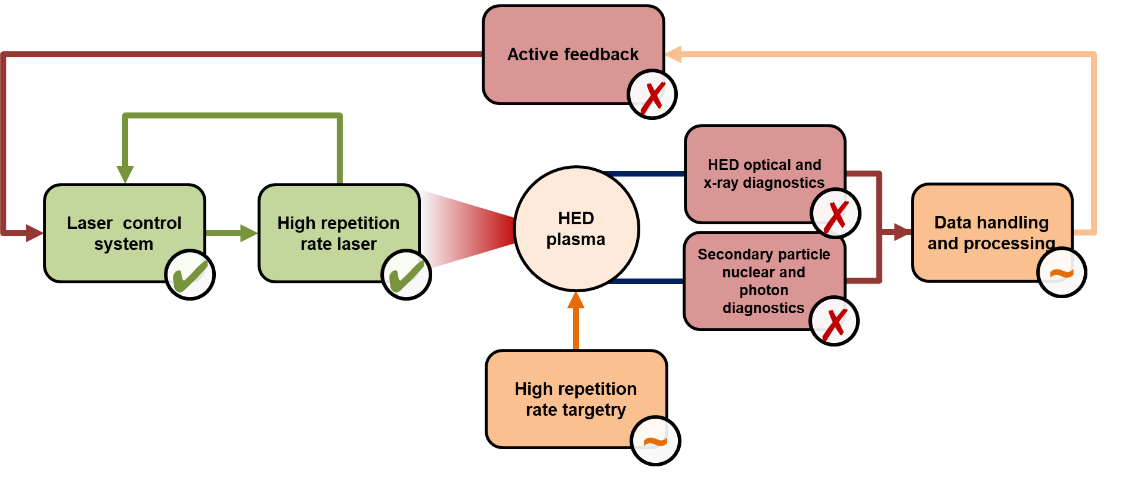 Active feedback
Laser control
system
High repetition
rate laser
HED
plasma
HED optical and
x-ray diagnostics
Secondary particle
nuclear and
photon
diagnostics
Data handling
and processing
~
High repetition
rate targetry
~